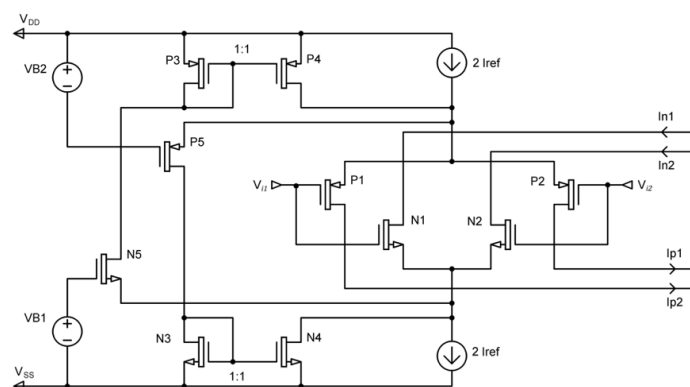 VDD
P3
1:1
P4
VB2
2 Iref
In1
In2
P5
Vi1
P1
P2
Vi2
N1
N2
N5
Ip1
Ip2
VB1
N3
N4
2 Iref
1:1
VSS